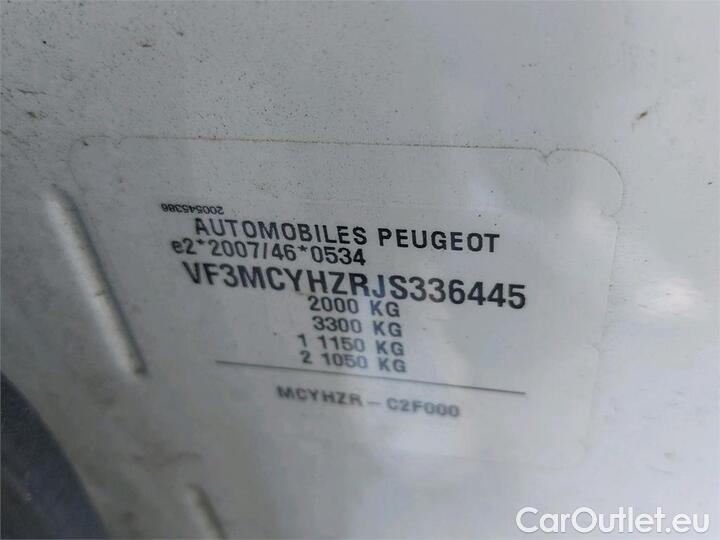 200545386
AUTOMOBILES PEUGEOT
e2*2007/46*0534
VF3MCYHZRJS336445
2000 KG
3300 KG
1 1150 KG
2 1050 KG
MCYHZR - C2F000
CarOutlet.eu